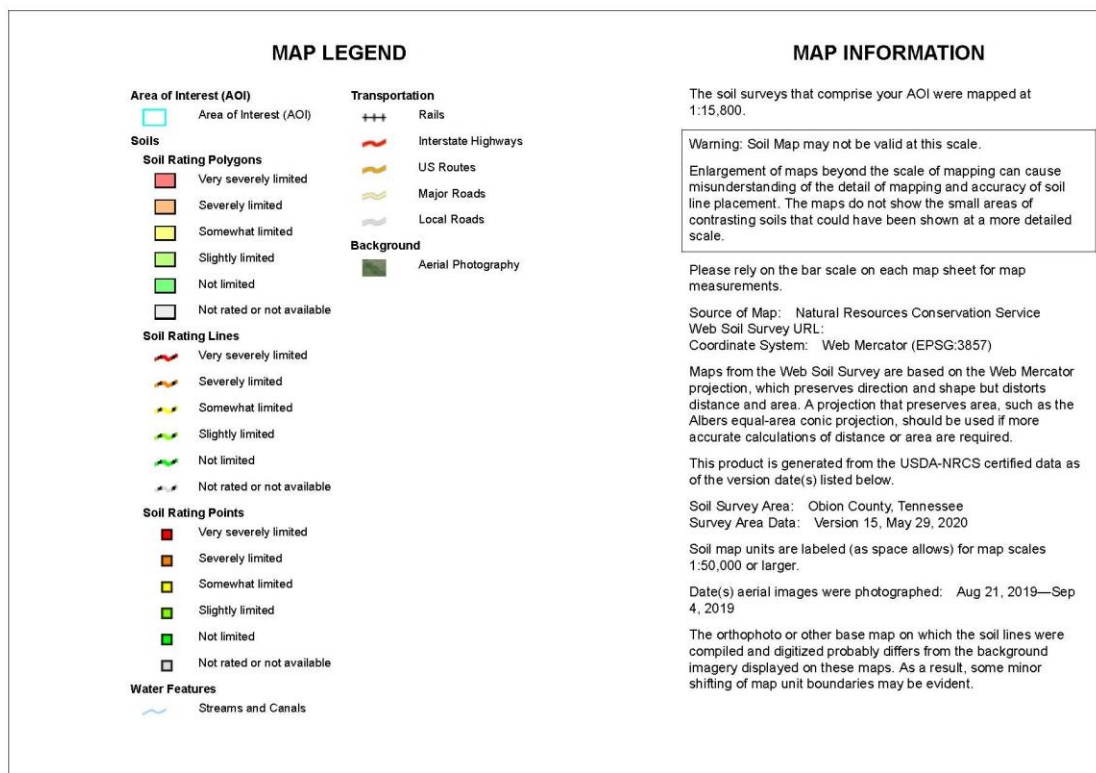 MAP LEGEND
Area of Interest (AOI)
Area of Interest (AOI)
Soils
Soil Rating Polygons
Very severely limited
Severely limited
Somewhat limited
Slightly limited
Not limited
Not rated or not available
Soil Rating Lines
Very severely limited
Severely limited
Somewhat limited
Slightly limited
Not limited
Not rated or not available
Soil Rating Points
Very severely limited
Severely limited
Somewhat limited
Slightly limited
Not limited
Not rated or not available
Water Features
Streams and Canals
Transportation
Rails
Interstate Highways
US Routes
Major Roads
Local Roads
Background
Aerial Photography
MAP INFORMATION
The soil surveys that comprise your AOI were mapped at
1:15,800.
Warning: Soil Map may not be valid at this scale.
Enlargement of maps beyond the scale of mapping can cause
misunderstanding of the detail of mapping and accuracy of soil
line placement. The maps do not show the small areas of
contrasting soils that could have been shown at a more detailed
scale.
Please rely on the bar scale on each map sheet for map
measurements.
Source of Map: Natural Resources Conservation Service
Web Soil Survey URL:
Coordinate System: Web Mercator (EPSG:3857)
Maps from the Web Soil Survey are based on the Web Mercator
projection, which preserves direction and shape but distorts
distance and area. A projection that preserves area, such as the
Albers equal-area conic projection, should be used if more
accurate calculations of distance or area are required.
This product is generated from the USDA-NRCS certified data as
of the version date(s) listed below.
Soil Survey Area: Obion County, Tennessee
Survey Area Data: Version 15, May 29, 2020
Soil map units are labeled (as space allows) for map scales
1:50,000 or larger.
Date(s) aerial images were photographed: Aug 21, 2019—Sep
4, 2019
The orthophoto or other base map on which the soil lines were
compiled and digitized probably differs from the background
imagery displayed on these maps. As a result, some minor
shifting of map unit boundaries may be evident.